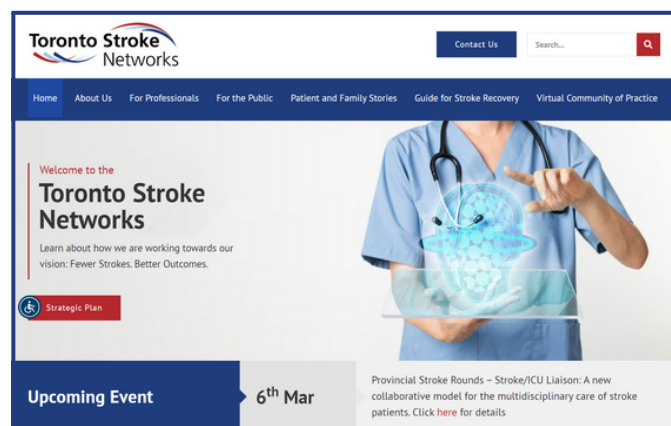 Toronto Stroke
Networks
Contact Us
Search...
Home About Us For Professionals For the Public Patient and Family Stories Guide for Stroke Recovery Virtual Community of Practice
Welcome to the
Toronto Stroke
Networks
Learn about how we are working towards our
vision: Fewer Strokes. Better Outcomes.
Strategic Plan
Upcoming Event
6th Mar
Provincial Stroke Rounds – Stroke/ICU Liaison: A new
collaborative model for the multidisciplinary care of stroke
patients. Click here for details